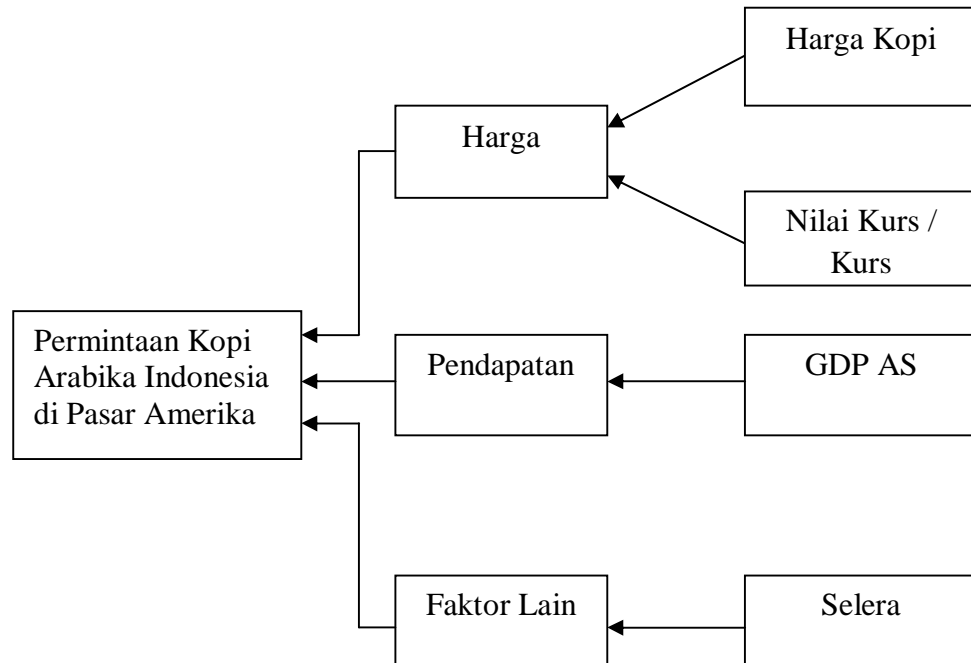 Harga Kopi
Harga
Nilai Kurs /
Kurs
Permintaan Kopi
Arabika Indonesia
di Pasar Amerika
Pendapatan
GDP AS
Faktor Lain
Selera